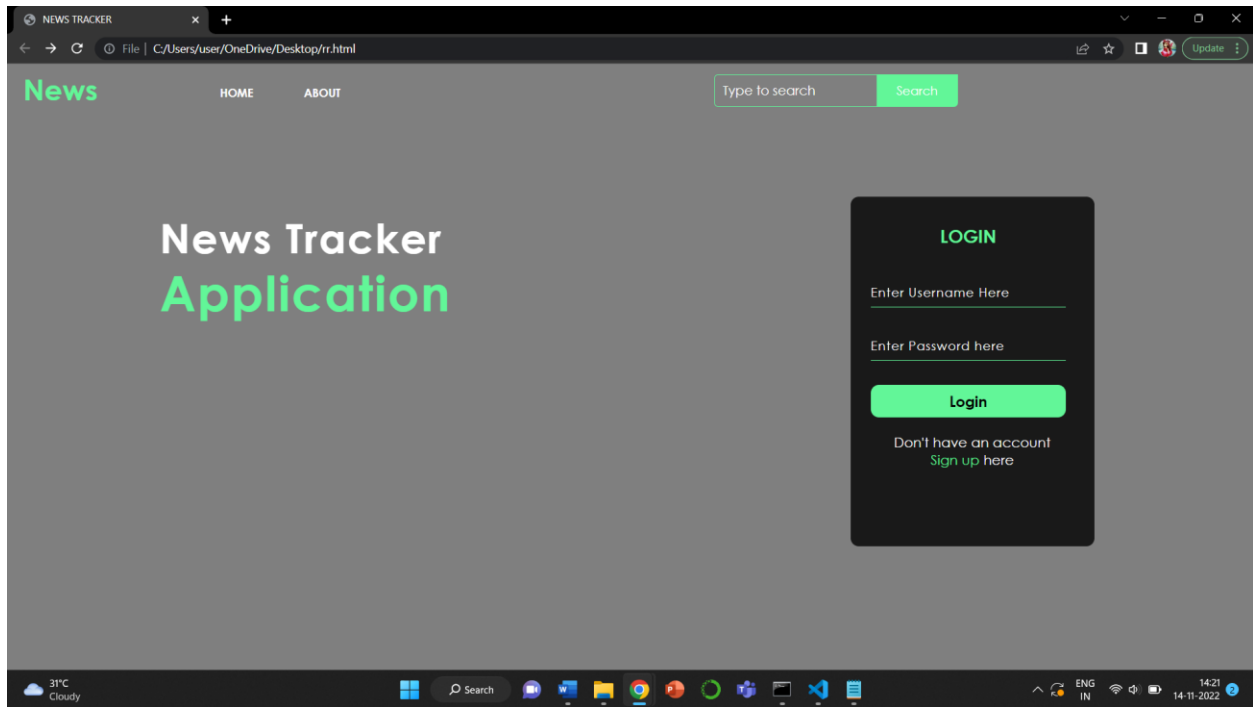 NEWS TRACKER
File | C:/Users/user/OneDrive/Desktop/rr.html
Update
News
HOME
ABOUT
Type to search
Search
News Tracker
Application
LOGIN
Enter Username Here
Enter Password here
Login
Don't have an account
Sign up here
31°C
Cloudy
Search
ENG
IN
14:21
14-11-2022
2